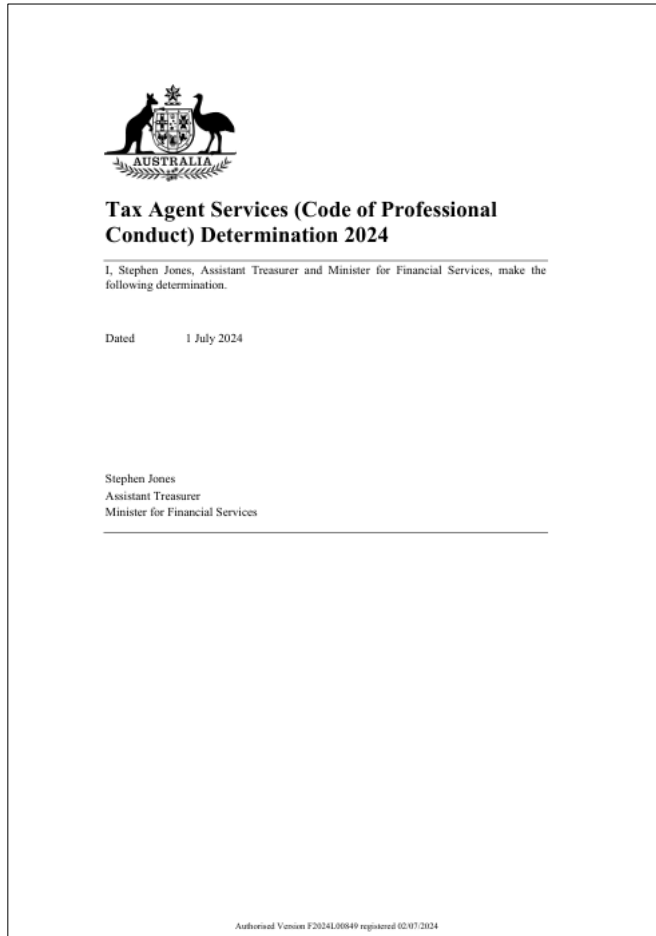 AUSTRALIA
Tax Agent Services (Code of Professional
Conduct) Determination 2024
I, Stephen Jones, Assistant Treasurer and Minister for Financial Services, make the
following determination.
Dated 1 July 2024
Stephen Jones
Assistant Treasurer
Minister for Financial Services
Authorised Version F2024L00849 registered 02/07/2024